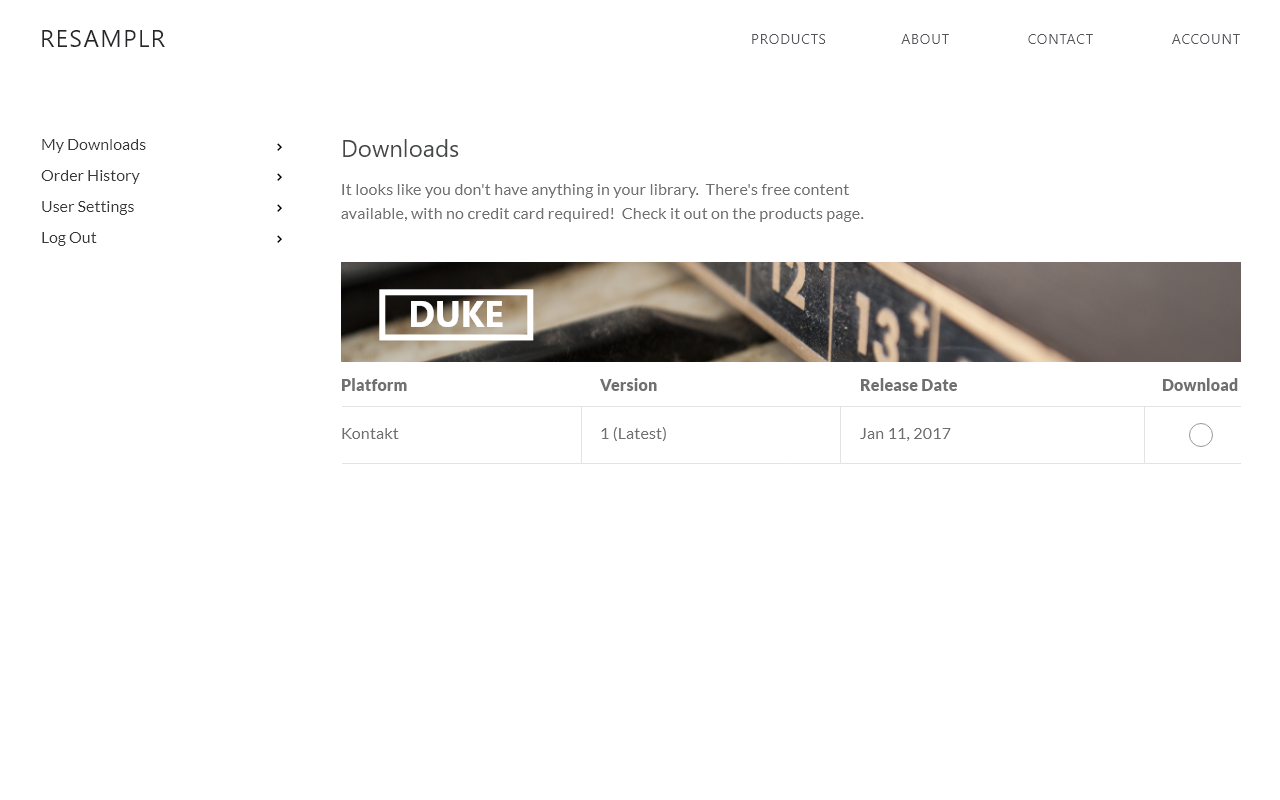 RESAMPLR
PRODUCTS ABOUT CONTACT ACCOUNT
My Downloads
Order History
User Settings
Log Out
Downloads
It looks like you don't have anything in your library.  There's free content
available, with no credit card required!  Check it out on the products page.
DUKE
12
13+
Platform Version Release Date Download
Kontakt 1 (Latest) Jan 11, 2017